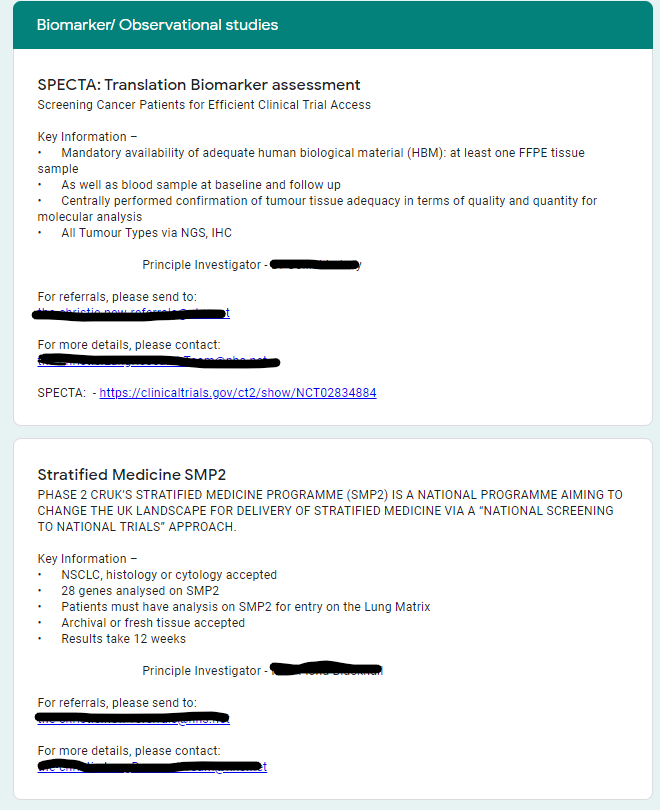 Biomarker/ Observational studies
SPECTA: Translation Biomarker assessment
Screening Cancer Patients for Efficient Clinical Trial Access
Key Information –
• Mandatory availability of adequate human biological material (HBM): at least one FFPE tissue
sample
• As well as blood sample at baseline and follow up
• Centrally performed confirmation of tumour tissue adequacy in terms of quality and quantity for
molecular analysis
• All Tumour Types via NGS, IHC
Principle Investigator -
For referrals, please send to:
For more details, please contact:
SPECTA: - https://clinicaltrials.gov/ct2/show/NCT02834884
Stratified Medicine SMP2
PHASE 2 CRUK'S STRATIFIED MEDICINE PROGRAMME (SMP2) IS A NATIONAL PROGRAMME AIMING TO
CHANGE THE UK LANDSCAPE FOR DELIVERY OF STRATIFIED MEDICINE VIA A “NATIONAL SCREENING
TO NATIONAL TRIALS” APPROACH.
Key Information –
• NSCLC, histology or cytology accepted
• 28 genes analysed on SMP2
• Patients must have analysis on SMP2 for entry on the Lung Matrix
• Archival or fresh tissue accepted
• Results take 12 weeks
Principle Investigator -
For referrals, please send to:
For more details, please contact: